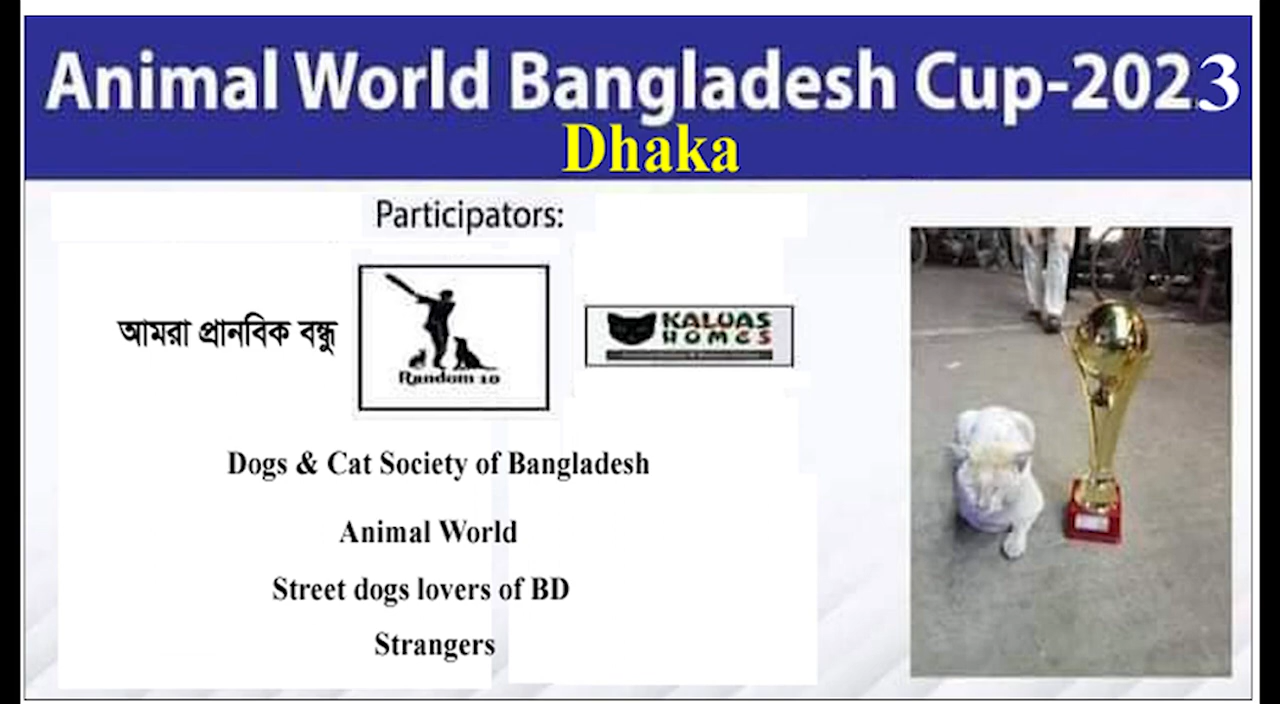 Animal World Bangladesh Cup-2023
Dhaka
Participators:
আমরা প্রানবিক বন্ধু
Random 10
KALUAS
HOMES
Dogs & Cat Society of Bangladesh
Animal World
Street dogs lovers of BD
Strangers